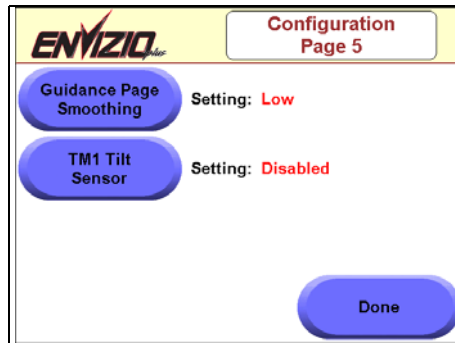 ENVIZIO plus
Configuration
Page 5
Guidance Page
Smoothing
Setting: Low
TM1 Tilt
Sensor
Setting: Disabled
Done